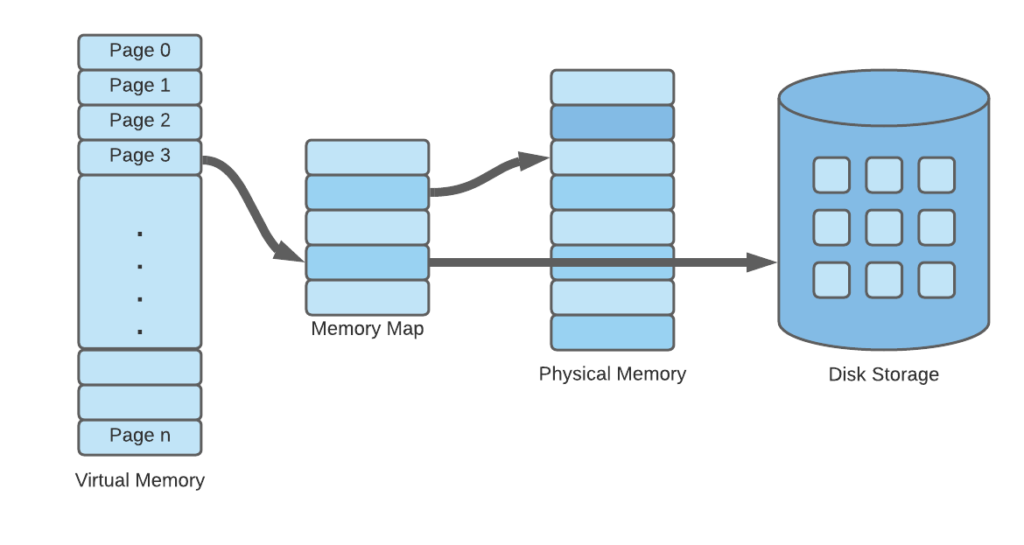 Page 0
Page 1
Page 2
Page 3
.
.
.
.
Page n
Virtual Memory
Memory Map
Physical Memory
Disk Storage